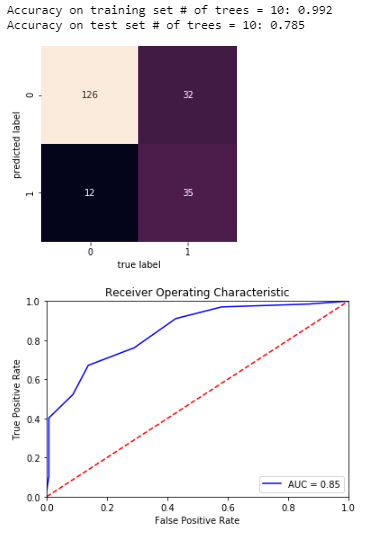 Accuracy on training set # of trees = 10: 0.992
Accuracy on test set # of trees = 10: 0.785
126 32
12 35
0
1
predicted label
0 1
true label
Receiver Operating Characteristic
1.0
0.8
0.6
0.4
0.2
0.0
True Positive Rate
AUC = 0.85
0.0 0.2 0.4 0.6 0.8 1.0
False Positive Rate